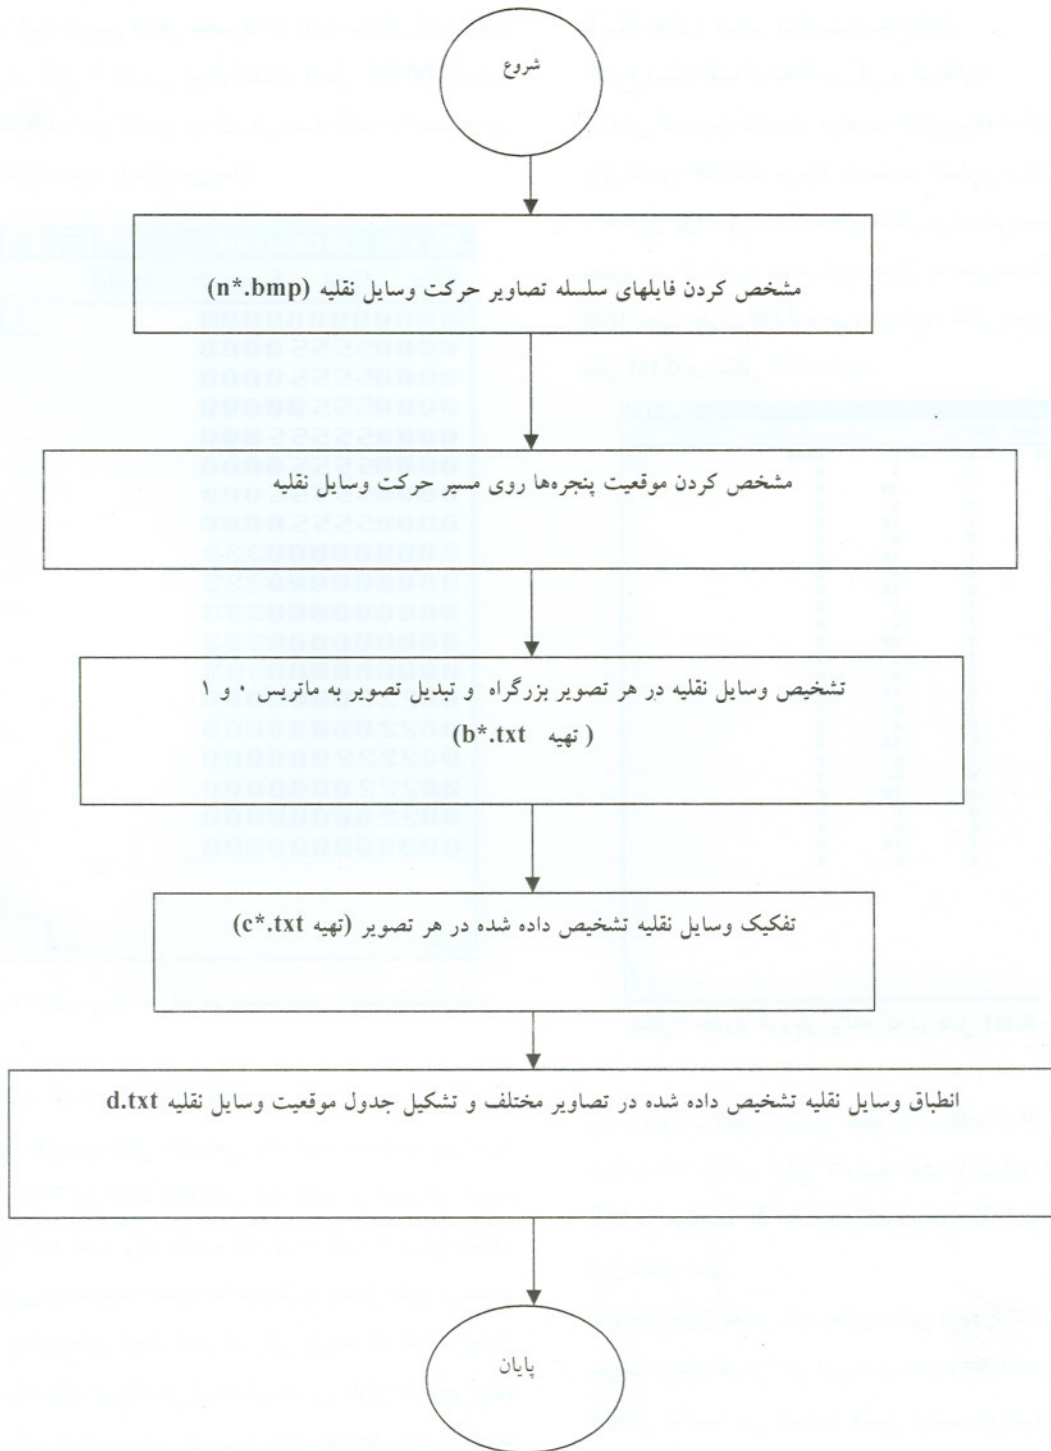 شروع
مشخص کردن فایلهای سلسله تصاویر حرکت وسایل نقلیه (n*.bmp)
مشخص کردن موقعیت پنجره‌ها روی مسیر حرکت وسایل نقلیه
تشخیص وسایل نقلیه در هر تصویر بزرگراه و تبدیل تصویر به ماتریس ۰ و ۱
( تهیه b*.txt)
تفکیک وسایل نقلیه تشخیص داده شده در هر تصویر (تهیه c*.txt)
انطباق وسایل نقلیه تشخیص داده شده در تصاویر مختلف و تشکیل جدول موقعیت وسایل نقلیه d.txt
پایان